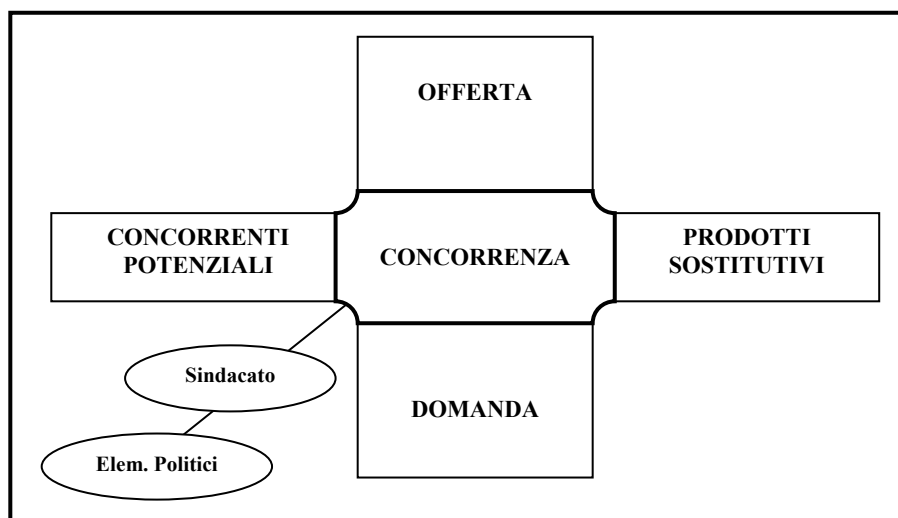 OFFERTA
CONCORRENTI
POTENZIALI
CONCORRENZA
PRODOTTI
SOSTITUTIVI
Sindacato
DOMANDA
Elem. Politici